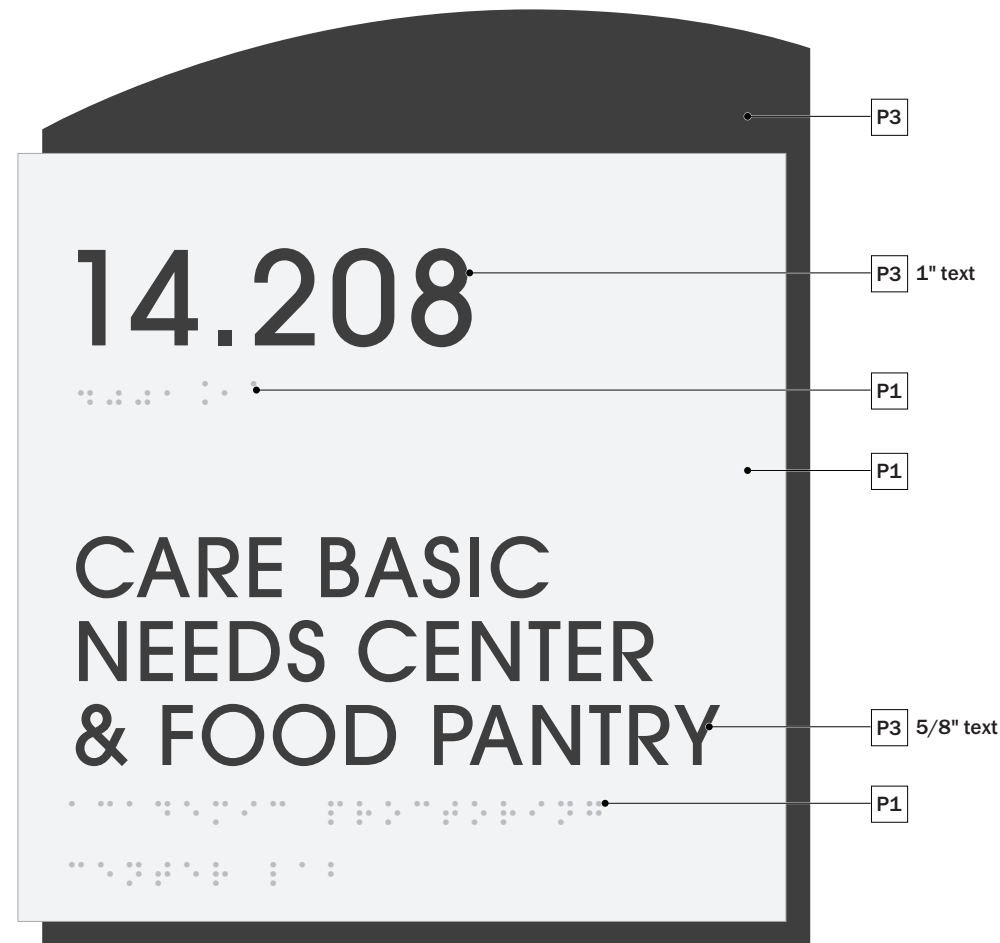 P3
14.208
P3 1" text
P1
P1
CARE BASIC
NEEDS CENTER
& FOOD PANTRY
P3 5/8" text
P1